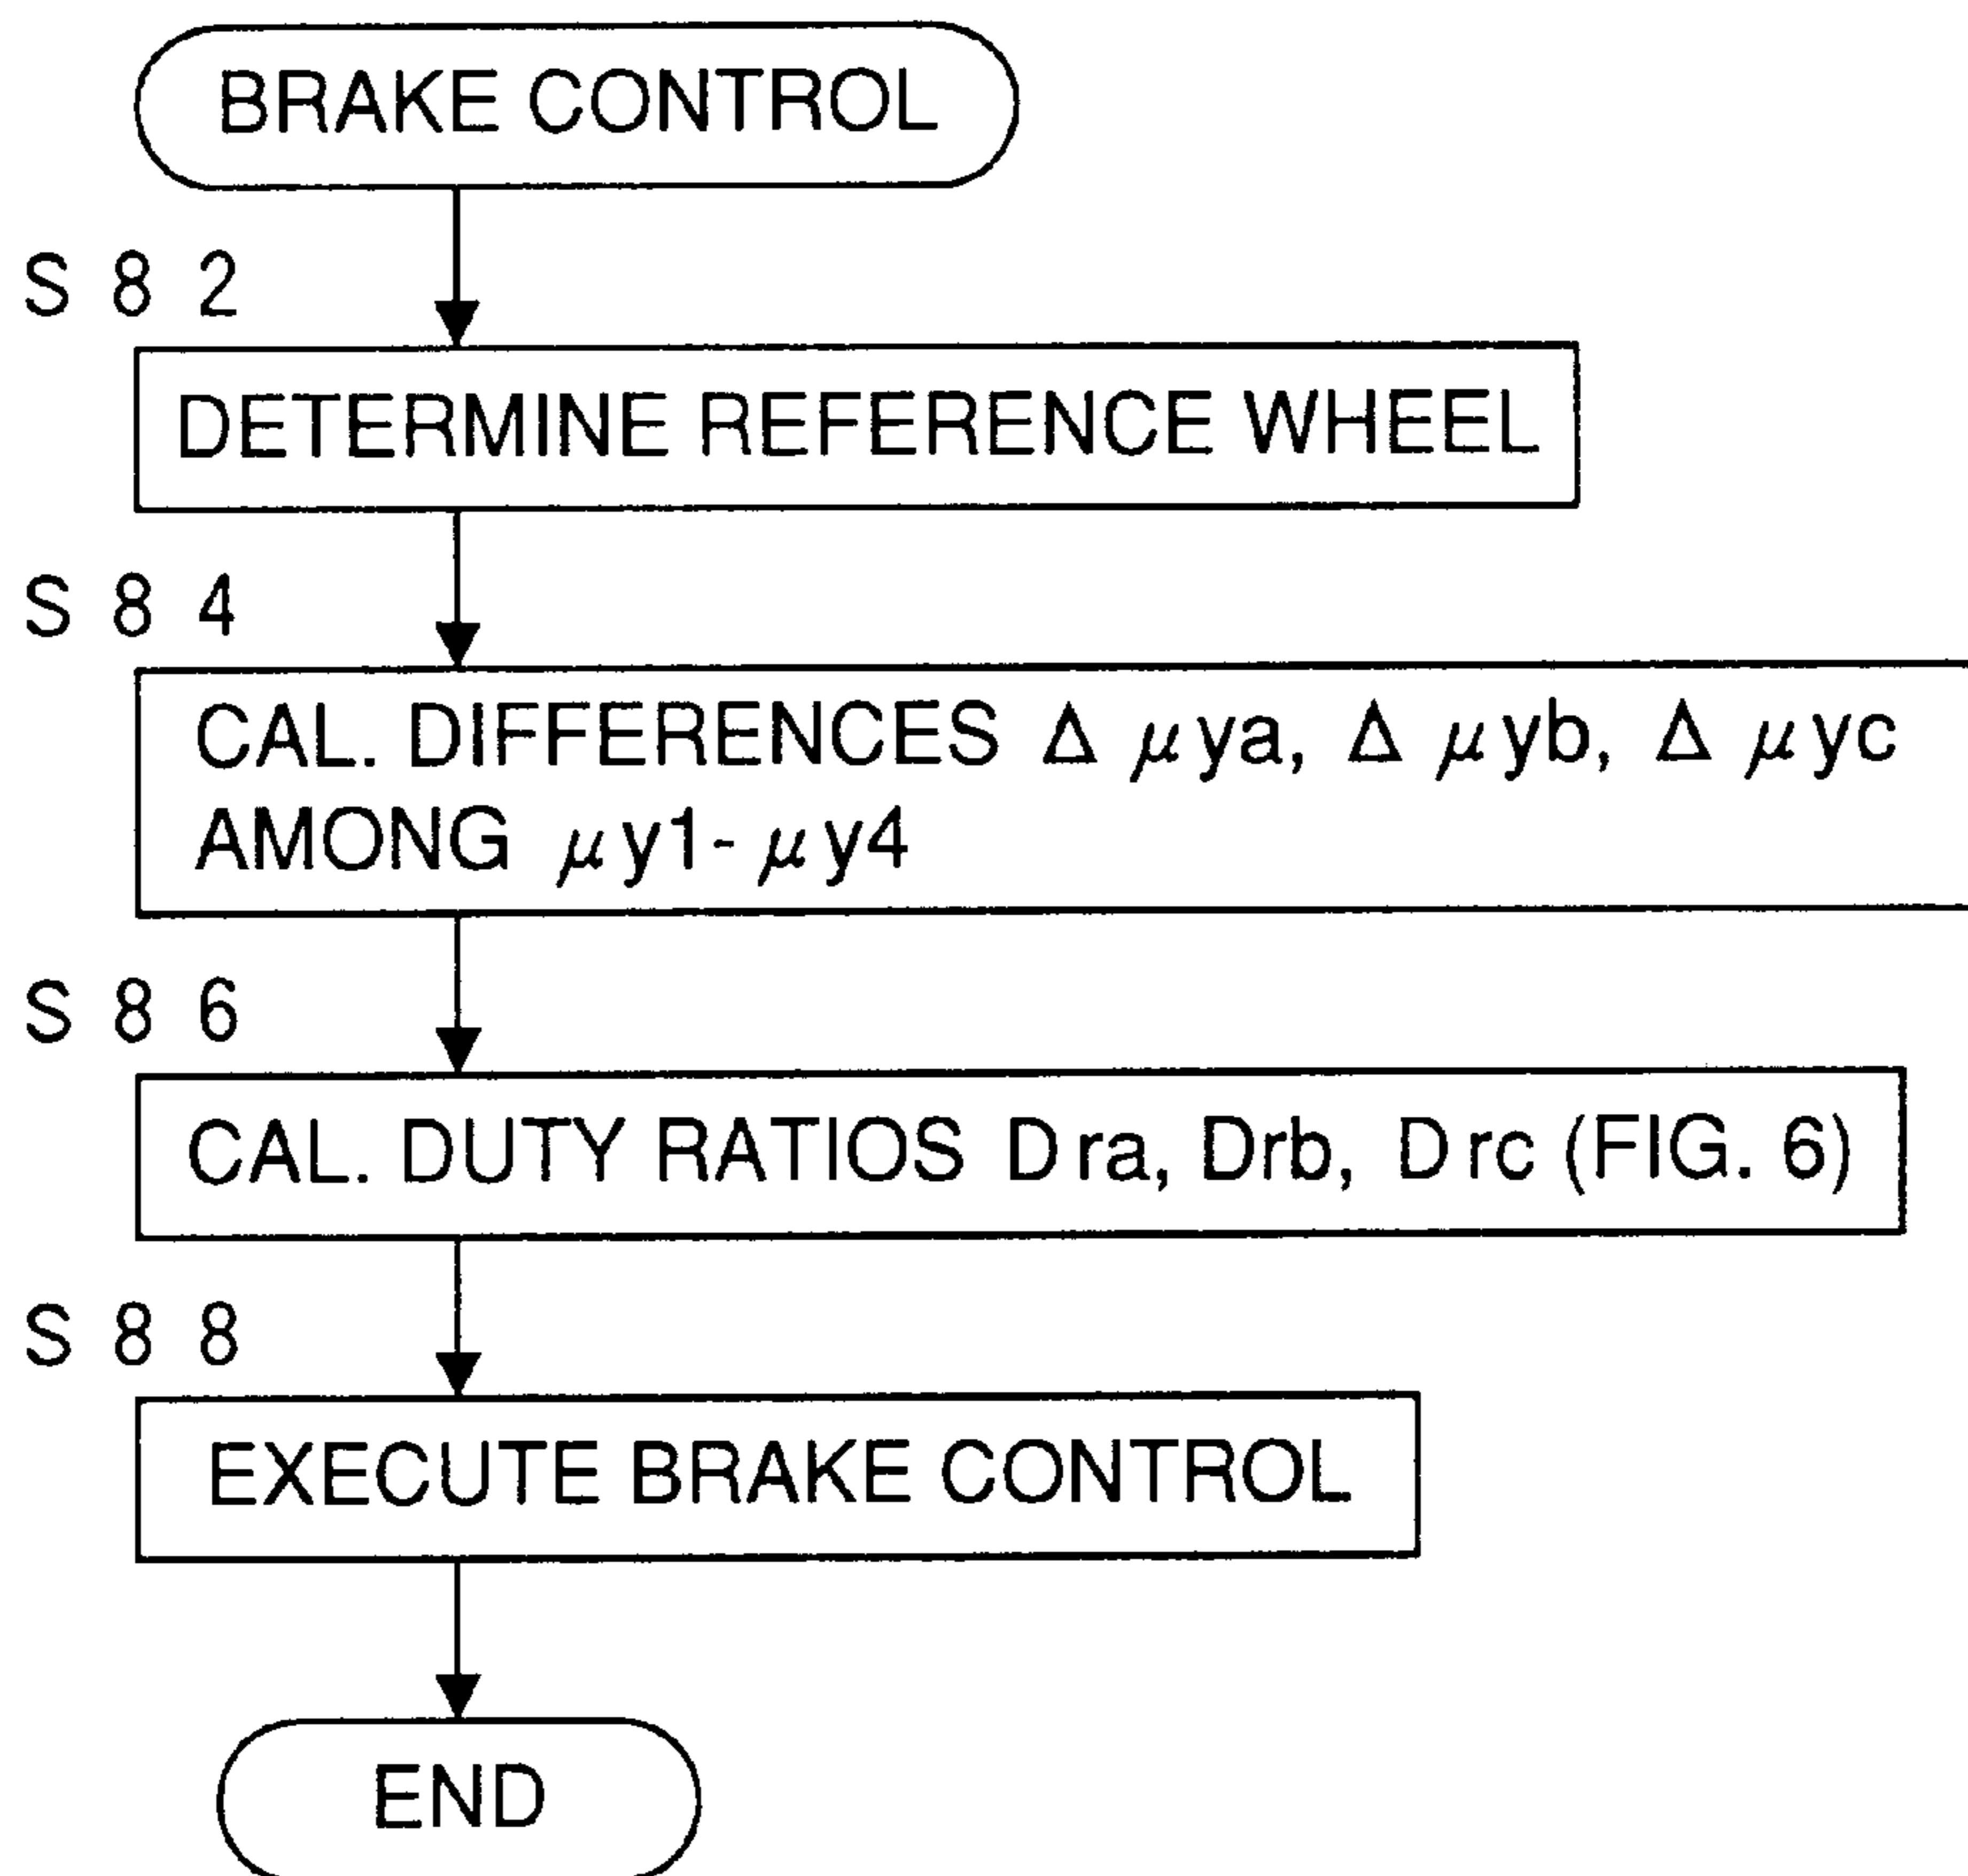 BRAKE CONTROL
S 8 2
DETERMINE REFERENCE WHEEL
S 8 4
CAL. DIFFERENCES Δ μya, Δ μyb, Δ μyc
AMONG μy1-μy4
S 8 6
CAL. DUTY RATIOS Dra, Drb, Drc (FIG. 6)
S 8 8
EXECUTE BRAKE CONTROL
END